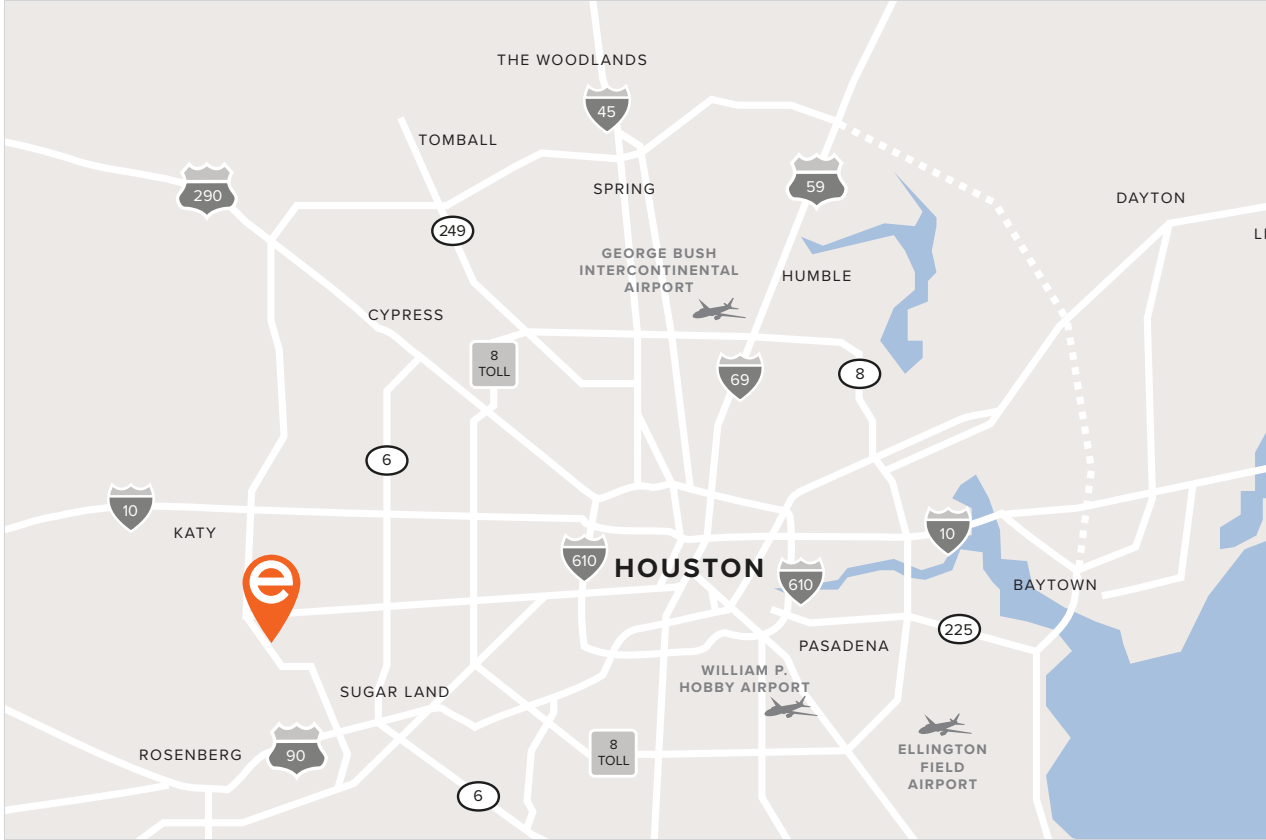 THE WOODLANDS
45
TOMBALL
290
59
SPRING
DAYTON
249
LI
GEORGE BUSH
INTERCONTINENTAL
AIRPORT
HUMBLE
CYPRESS
8
TOLL
69
8
6
10
KATY
10
610
HOUSTON
610
e
BAYTOWN
225
PASADENA
WILLIAM P.
HOBBY AIRPORT
SUGAR LAND
ROSENBERG
90
8
TOLL
ELLINGTON
FIELD
AIRPORT
6